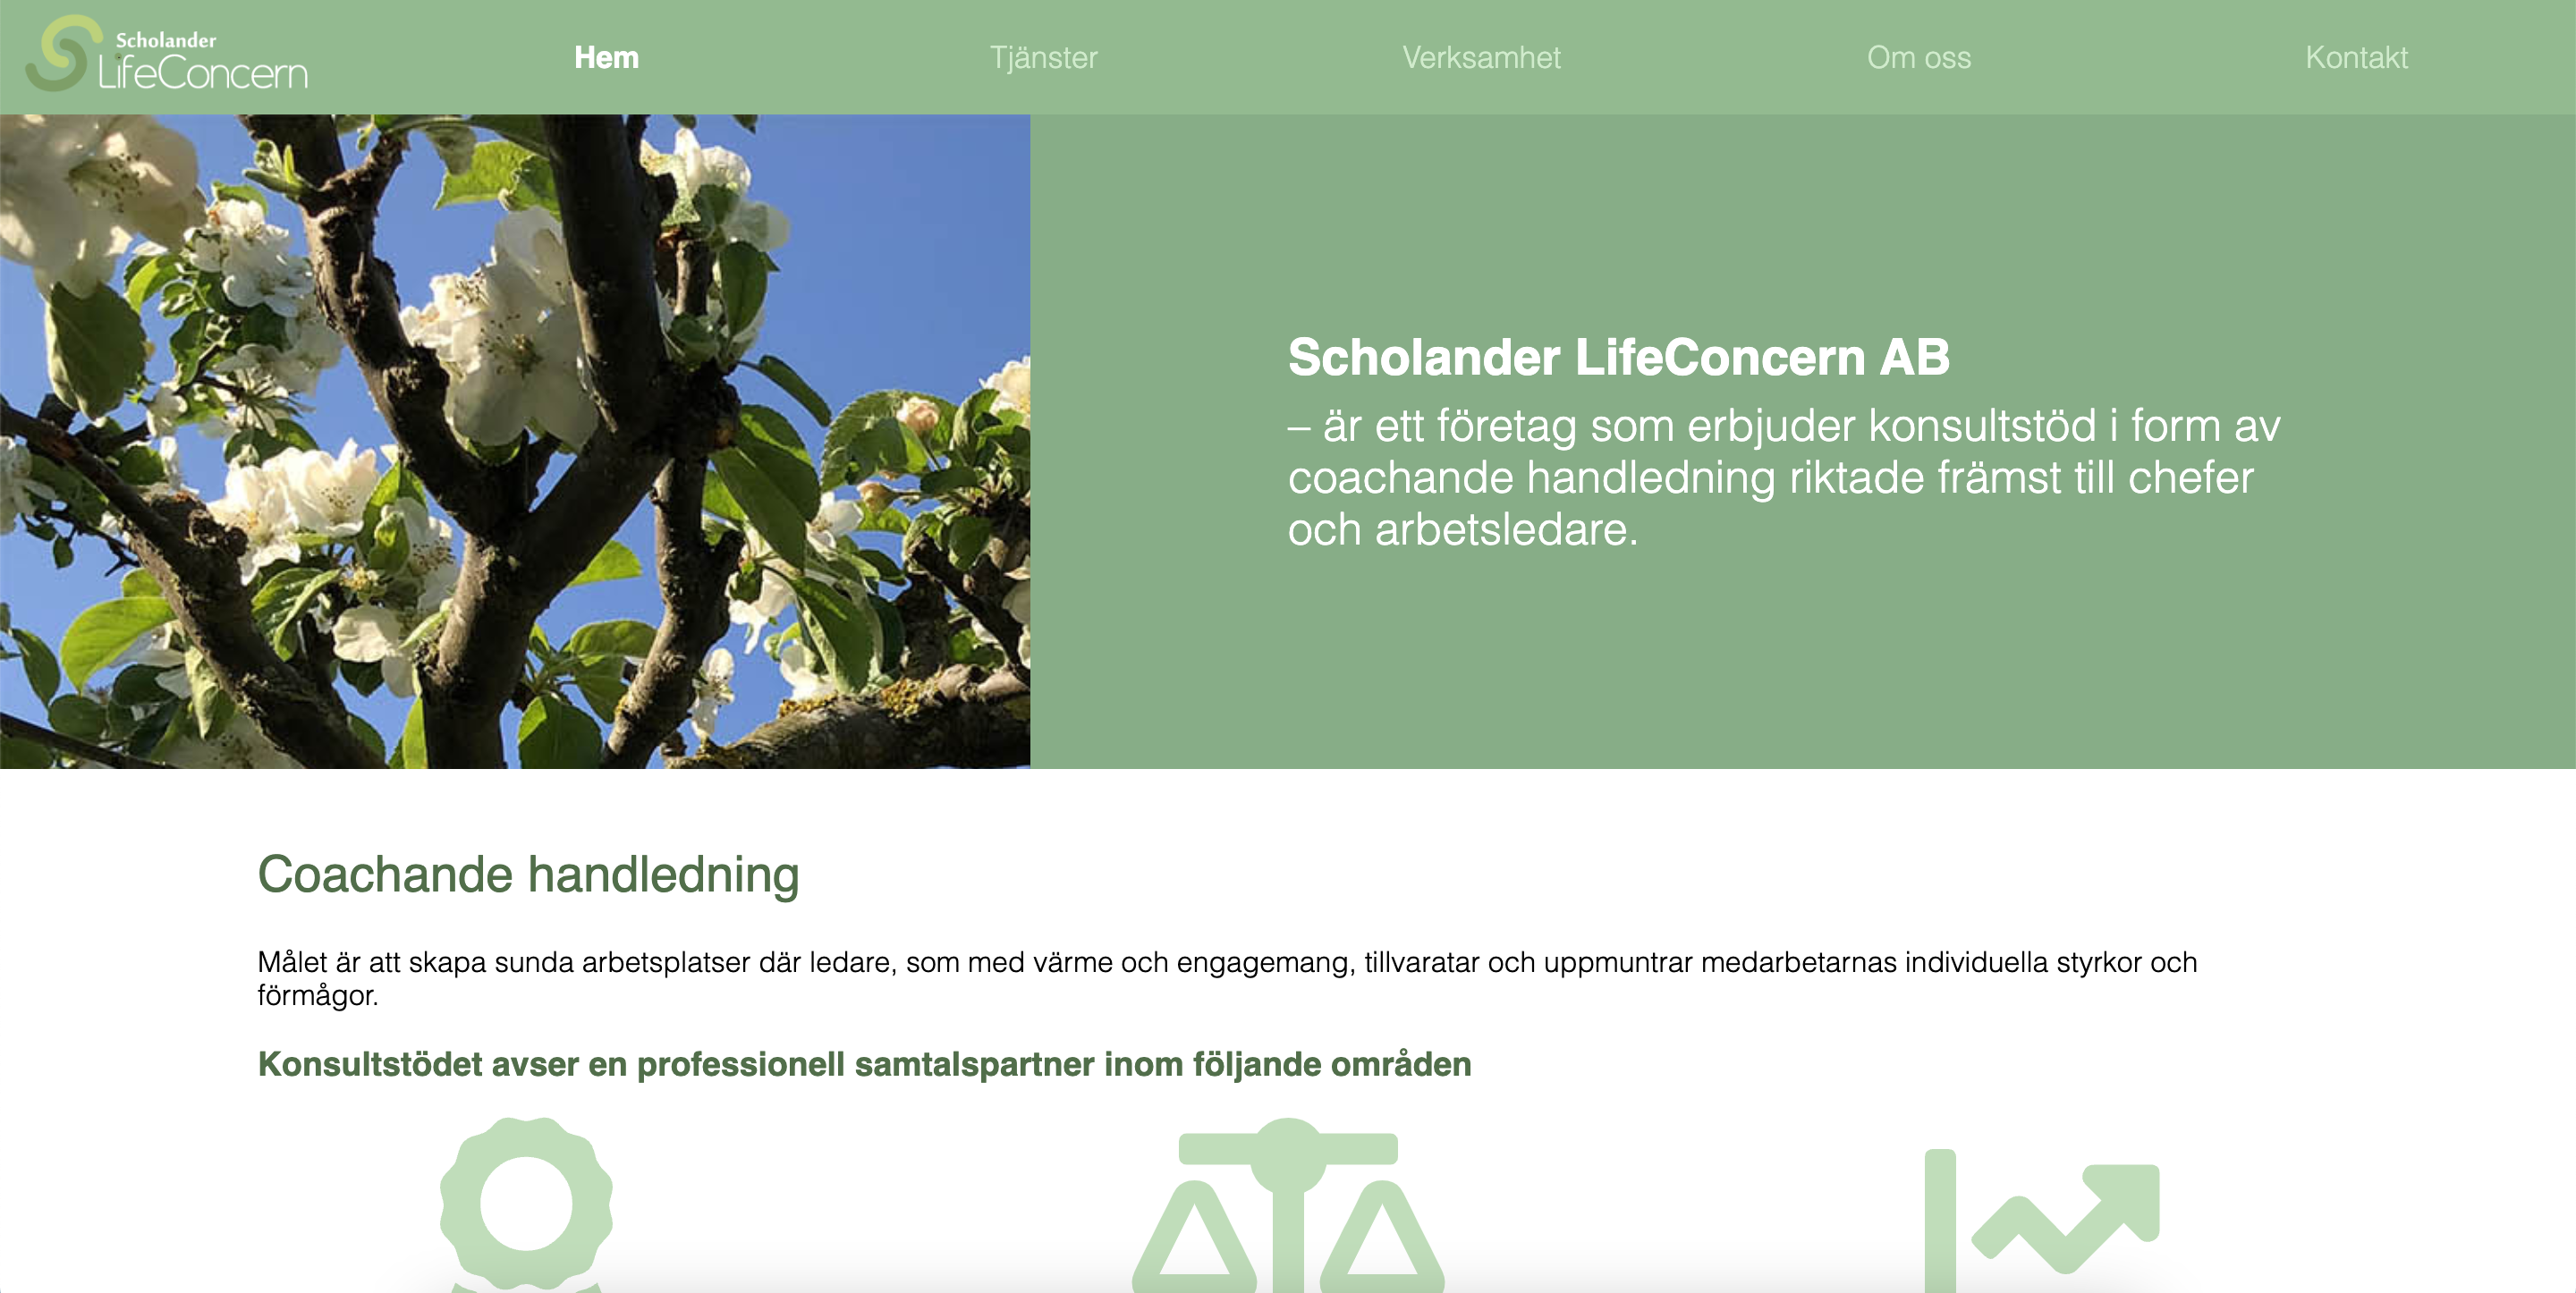 Scholander
LifeConcern
Hem
Tjänster
Verksamhet
Om oss
Kontakt
Scholander LifeConcern AB
– är ett företag som erbjuder konsultstöd i form av
coachande handledning riktade främst till chefer
och arbetsledare.
Coachande handledning
Målet är att skapa sunda arbetsplatser där ledare, som med värme och engagemang, tillvaratar och uppmuntrar medarbetarnas individuella styrkor och
förmågor.
Konsultstödet avser en professionell samtalspartner inom följande områden